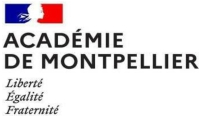 ACADÉMIE
DE MONTPELLIER
Liberté
Égalité
Fraternité